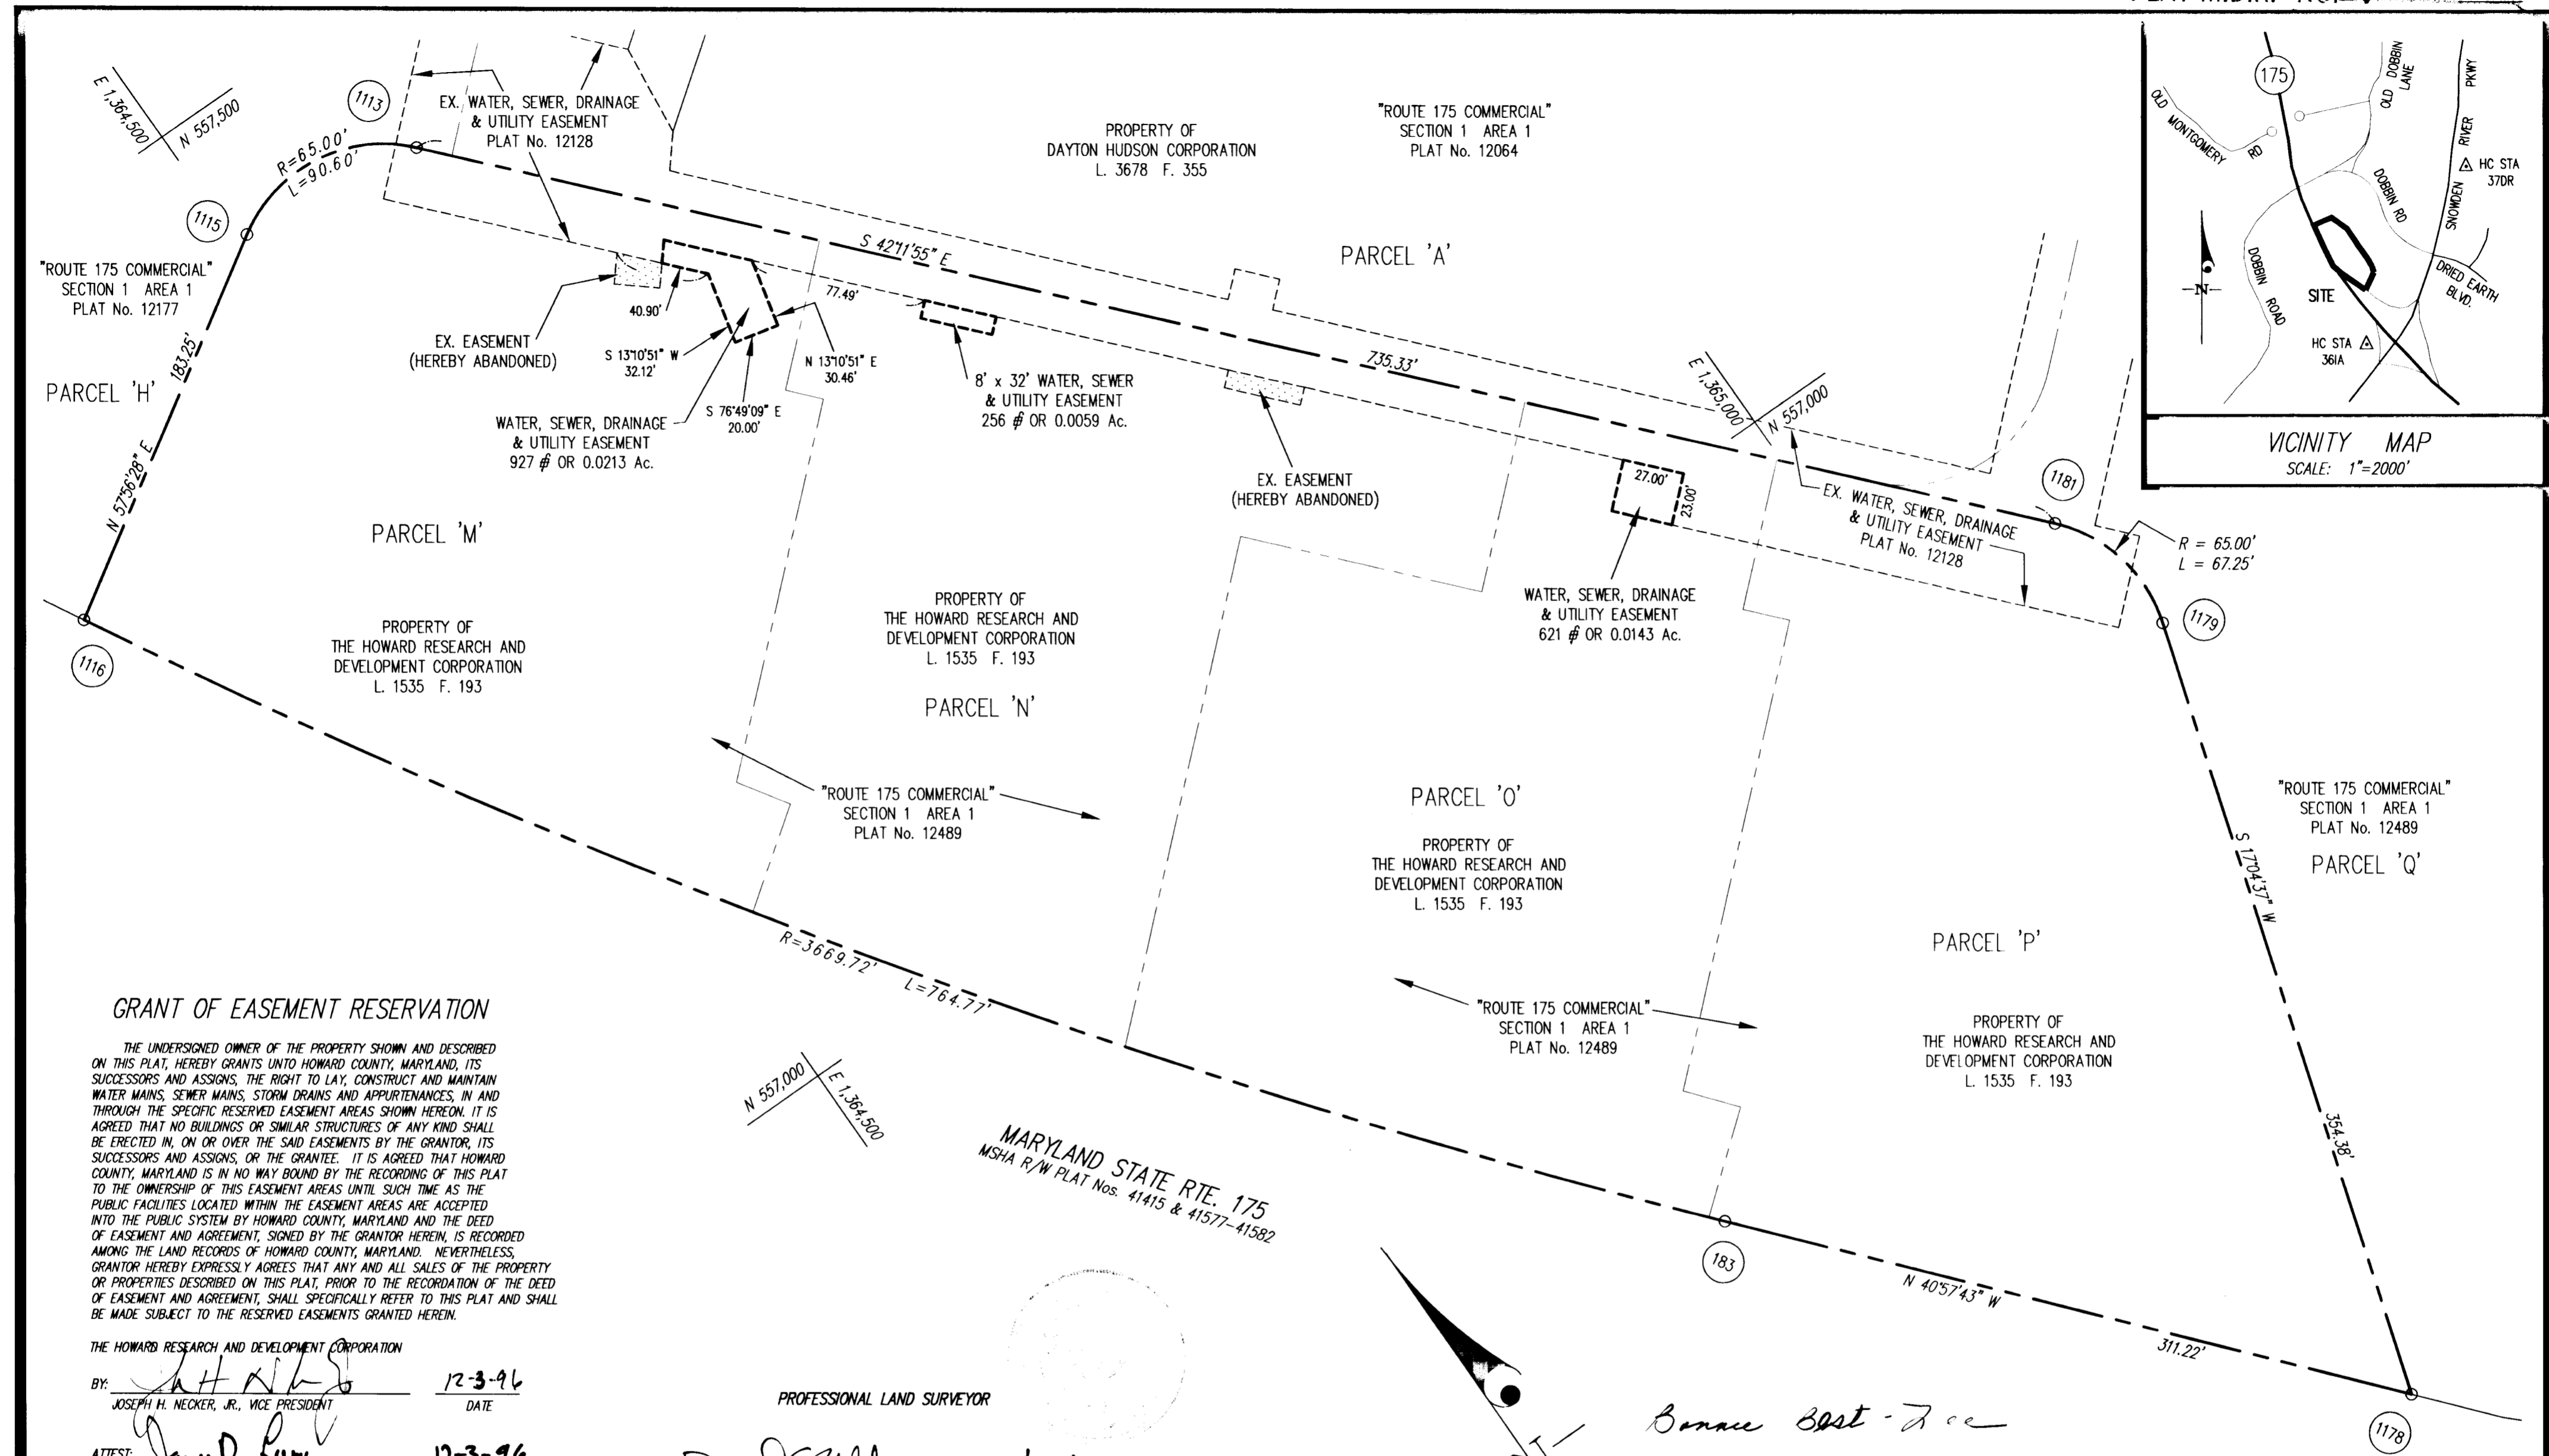 1113
E 1,364,500
N 557,500
R=65.00'
L=90.60'
1115
EX. WATER, SEWER, DRAINAGE
& UTILITY EASEMENT
PLAT No. 12128
PROPERTY OF
DAYTON HUDSON CORPORATION
L. 3678 F. 355
"ROUTE 175 COMMERCIAL"
SECTION 1 AREA 1
PLAT No. 12064
PARCEL 'A'
175
OLD MONTGOMERY RD
OLD DOBBIN
LANE
SNOWDEN RIVER PKWY
HC STA
37DR
DOBBIN RD
DOBBIN ROAD
DRIED EARTH
BLVD.
SITE
N
HC STA
36IA
VICINITY MAP
SCALE: 1"=2000'
"ROUTE 175 COMMERCIAL"
SECTION 1 AREA 1
PLAT No. 12177
PARCEL 'H'
N 57°56'28" E
183.25'
1116
EX. EASEMENT
(HEREBY ABANDONED)
40.90'
S 13°10'51" W
32.12'
S 76°49'09" E
20.00'
N 13°10'51" E
30.46'
77.49'
WATER, SEWER, DRAINAGE
& UTILITY EASEMENT
927 ⏍ OR 0.0213 Ac.
S 42°11'55" E
735.33'
8' x 32' WATER, SEWER
& UTILITY EASEMENT
256 ⏍ OR 0.0059 Ac.
EX. EASEMENT
(HEREBY ABANDONED)
E 1,365,000
N 557,000
27.00'
23.00'
WATER, SEWER, DRAINAGE
& UTILITY EASEMENT
621 ⏍ OR 0.0143 Ac.
EX. WATER, SEWER, DRAINAGE
& UTILITY EASEMENT
PLAT No. 12128
1181
R = 65.00'
L = 67.25'
1179
PARCEL 'M'
PROPERTY OF
THE HOWARD RESEARCH AND
DEVELOPMENT CORPORATION
L. 1535 F. 193
PROPERTY OF
THE HOWARD RESEARCH AND
DEVELOPMENT CORPORATION
L. 1535 F. 193
PARCEL 'N'
"ROUTE 175 COMMERCIAL"
SECTION 1 AREA 1
PLAT No. 12489
PARCEL 'O'
PROPERTY OF
THE HOWARD RESEARCH AND
DEVELOPMENT CORPORATION
L. 1535 F. 193
"ROUTE 175 COMMERCIAL"
SECTION 1 AREA 1
PLAT No. 12489
PARCEL 'P'
PROPERTY OF
THE HOWARD RESEARCH AND
DEVELOPMENT CORPORATION
L. 1535 F. 193
"ROUTE 175 COMMERCIAL"
SECTION 1 AREA 1
PLAT No. 12489
PARCEL 'Q'
S 17°04'37" W
354.38'
R=3669.72'
L=764.77'
N 557,000
E 1,364,500
MARYLAND STATE RTE. 175
MSHA R/W PLAT Nos. 41415 & 41577-41582
183
N 40°57'43" W
311.22'
1178
GRANT OF EASEMENT RESERVATION
THE UNDERSIGNED OWNER OF THE PROPERTY SHOWN AND DESCRIBED
ON THIS PLAT, HEREBY GRANTS UNTO HOWARD COUNTY, MARYLAND, ITS
SUCCESSORS AND ASSIGNS, THE RIGHT TO LAY, CONSTRUCT AND MAINTAIN
WATER MAINS, SEWER MAINS, STORM DRAINS AND APPURTENANCES, IN AND
THROUGH THE SPECIFIC RESERVED EASEMENT AREAS SHOWN HEREON. IT IS
AGREED THAT NO BUILDINGS OR SIMILAR STRUCTURES OF ANY KIND SHALL
BE ERECTED IN, ON OR OVER THE SAID EASEMENTS BY THE GRANTOR, ITS
SUCCESSORS AND ASSIGNS, OR THE GRANTEE. IT IS AGREED THAT HOWARD
COUNTY, MARYLAND IS IN NO WAY BOUND BY THE RECORDING OF THIS PLAT
TO THE OWNERSHIP OF THIS EASEMENT AREAS UNTIL SUCH TIME AS THE
PUBLIC FACILITIES LOCATED WITHIN THE EASEMENT AREAS ARE ACCEPTED
INTO THE PUBLIC SYSTEM BY HOWARD COUNTY, MARYLAND AND THE DEED
OF EASEMENT AND AGREEMENT, SIGNED BY THE GRANTOR HEREIN, IS RECORDED
AMONG THE LAND RECORDS OF HOWARD COUNTY, MARYLAND. NEVERTHELESS,
GRANTOR HEREBY EXPRESSLY AGREES THAT ANY AND ALL SALES OF THE PROPERTY
OR PROPERTIES DESCRIBED ON THIS PLAT, PRIOR TO THE RECORDATION OF THE DEED
OF EASEMENT AND AGREEMENT, SHALL SPECIFICALLY REFER TO THIS PLAT AND SHALL
BE MADE SUBJECT TO THE RESERVED EASEMENTS GRANTED HEREIN.
THE HOWARD RESEARCH AND DEVELOPMENT CORPORATION
BY:
12-3-96
JOSEPH H. NECKER, JR., VICE PRESIDENT
DATE
ATTEST:
12-3-96
PROFESSIONAL LAND SURVEYOR
Bonnie Best